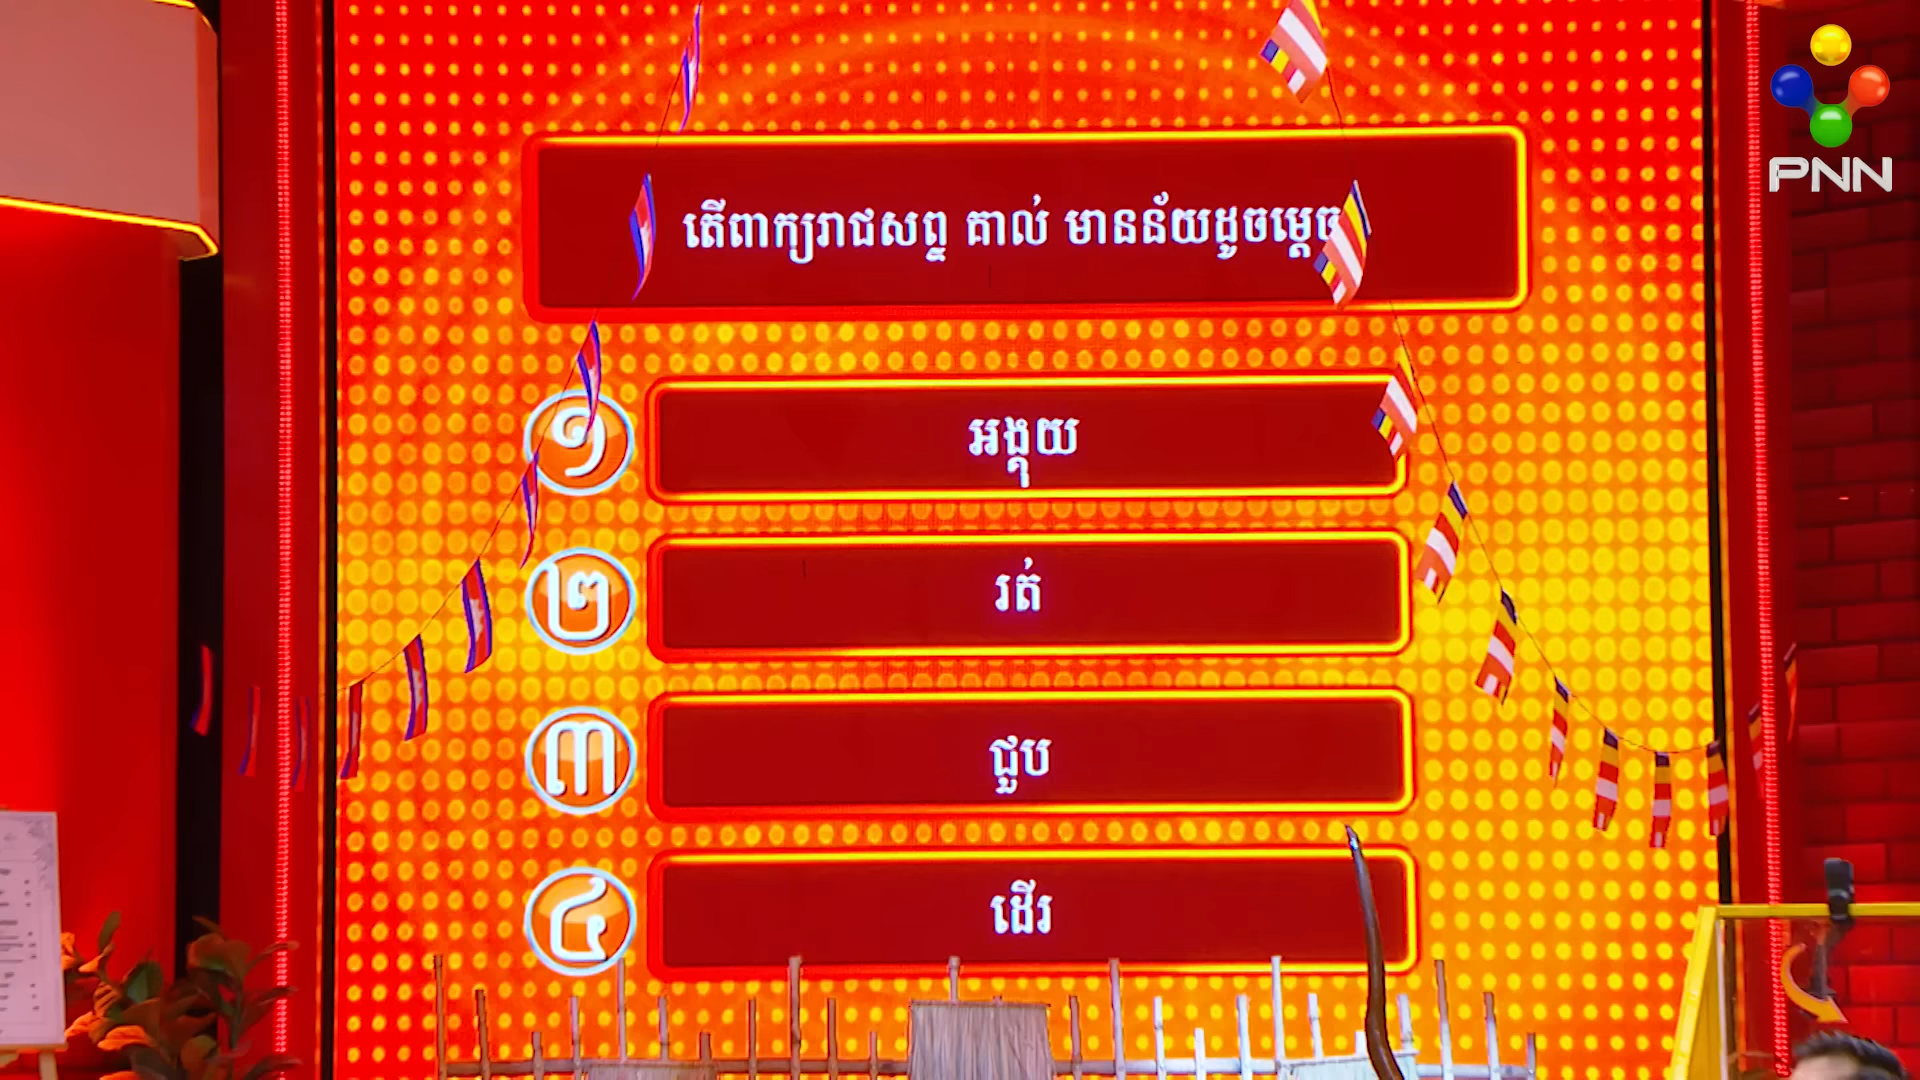 PNN
តើពាក្យរាជសព្ទ គាល់ មានន័យដូចម្ដេច
១
អង្គុយ
២
រត់
៣
ជួប
៤
ដើរ